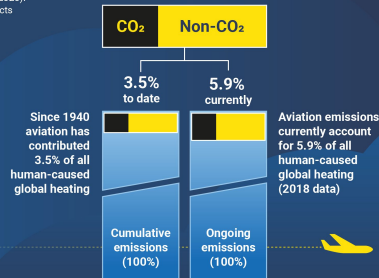 cts
CO₂ Non-CO₂
3.5%
to date
5.9%
currently
Since 1940
aviation has
contributed
3.5% of all
human-caused
global heating
Aviation emissions
currently account
for 5.9% of all
human-caused
global heating
(2018 data)
Cumulative
emissions
(100%)
Ongoing
emissions
(100%)